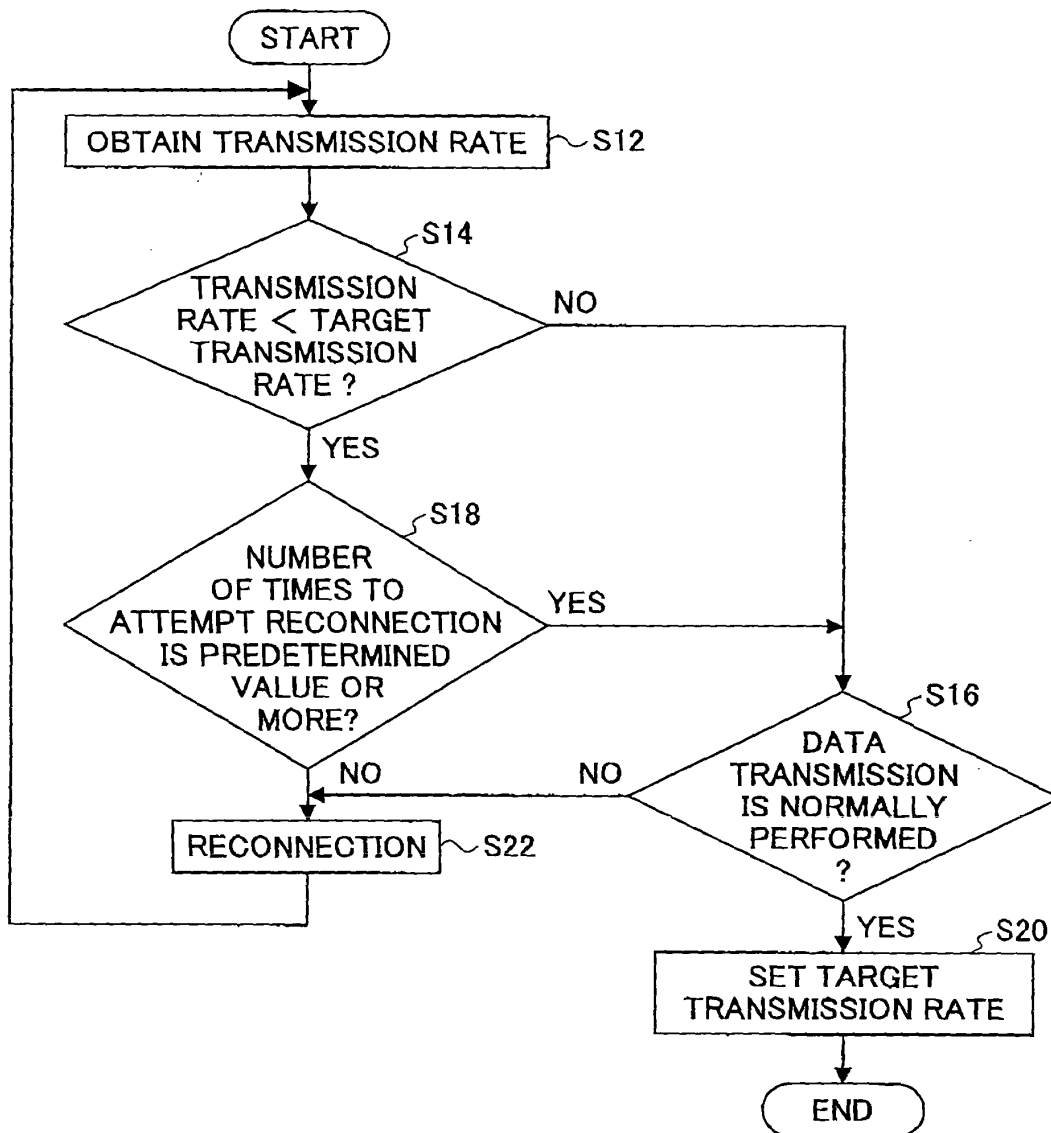 START
OBTAIN TRANSMISSION RATE
S12
S14
TRANSMISSION
RATE < TARGET
TRANSMISSION
RATE ?
NO
YES
S18
NUMBER
OF TIMES TO
ATTEMPT RECONNECTION
IS PREDETERMINED
VALUE OR
MORE?
YES
NO
S16
DATA
TRANSMISSION
IS NORMALLY
PERFORMED
?
NO
YES
RECONNECTION
S22
S20
SET TARGET
TRANSMISSION RATE
END